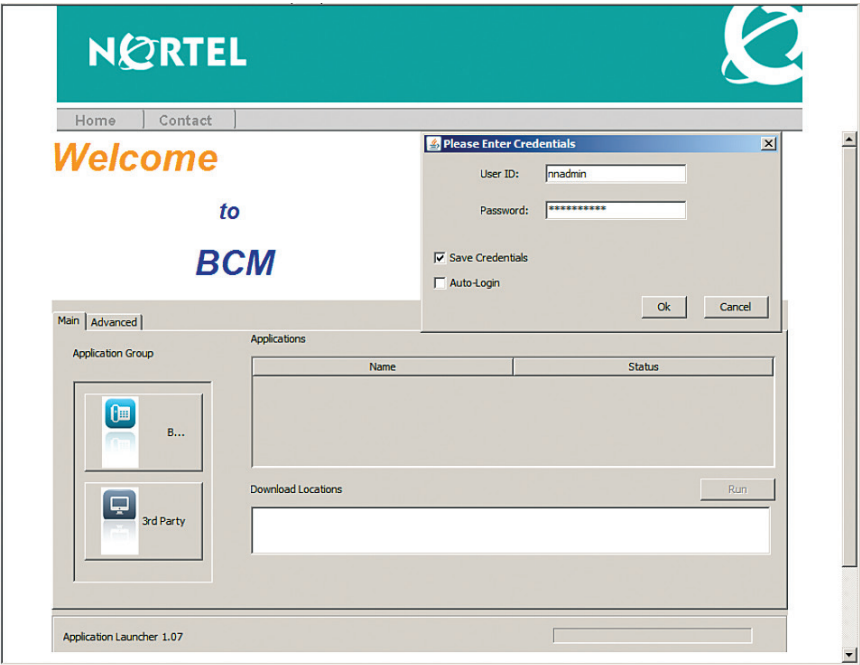 NORTEL
Home
Contact
Welcome
to
BCM
Please Enter Credentials
User ID:
nnadmin
Password:
**********
Save Credentials
Auto-Login
Ok
Cancel
Main
Advanced
Application Group
B...
3rd Party
Applications
Name
Status
Download Locations
Run
Application Launcher 1.07